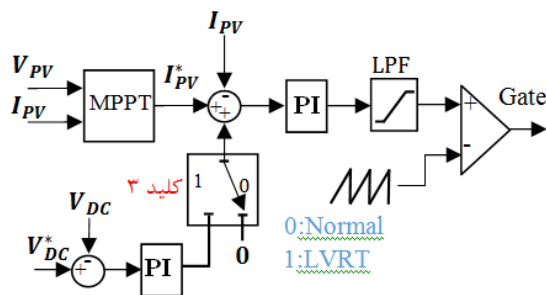 I_PV
V_PV
I_PV
MPPT
I*_PV
-
+
+
PI
LPF
+
-
Gate
کلید ۳
1
0
0
V_DC
V*_DC
-
+
PI
0:Normal
1:LVRT